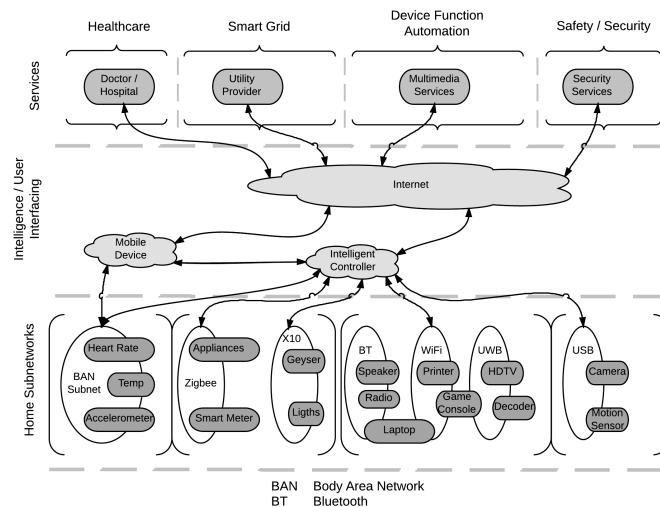 Healthcare
Smart Grid
Device Function
Automation
Safety / Security
Services
Doctor /
Hospital
Utility
Provider
Multimedia
Services
Security
Services
Intelligence / User
Interfacing
Internet
Mobile
Device
Intelligent
Controller
Home Subnetworks
BAN
Subnet
Heart Rate
Temp
Accelerometer
Zigbee
Appliances
Smart Meter
X10
Geyser
Ligths
BT
Speaker
Radio
Laptop
WiFi
Printer
Game
Console
UWB
HDTV
Decoder
USB
Camera
Motion
Sensor
BAN Body Area Network
BT Bluetooth